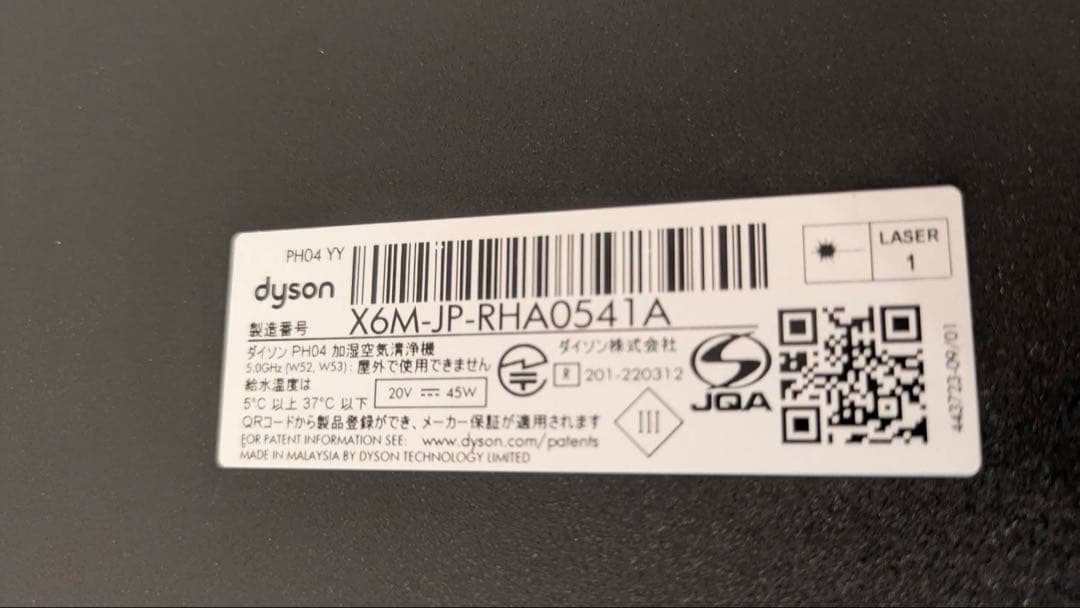 PH04 YY
dyson
製造番号 X6M-JP-RHA0541A
ダイソン PH04 加湿空気清浄機
5.0GHz (W52, W53) : 屋外で使用できません
給水温度は
5°C 以上 37°C 以下
20V ⎓ 45W
QRコードから製品登録ができ、メーカー保証が適用されます
FOR PATENT INFORMATION SEE: www.dyson.com/patents
MADE IN MALAYSIA BY DYSON TECHNOLOGY LIMITED
ダイソン株式会社
R 201-220312
III
JQA
LASER
1
443723-09/01